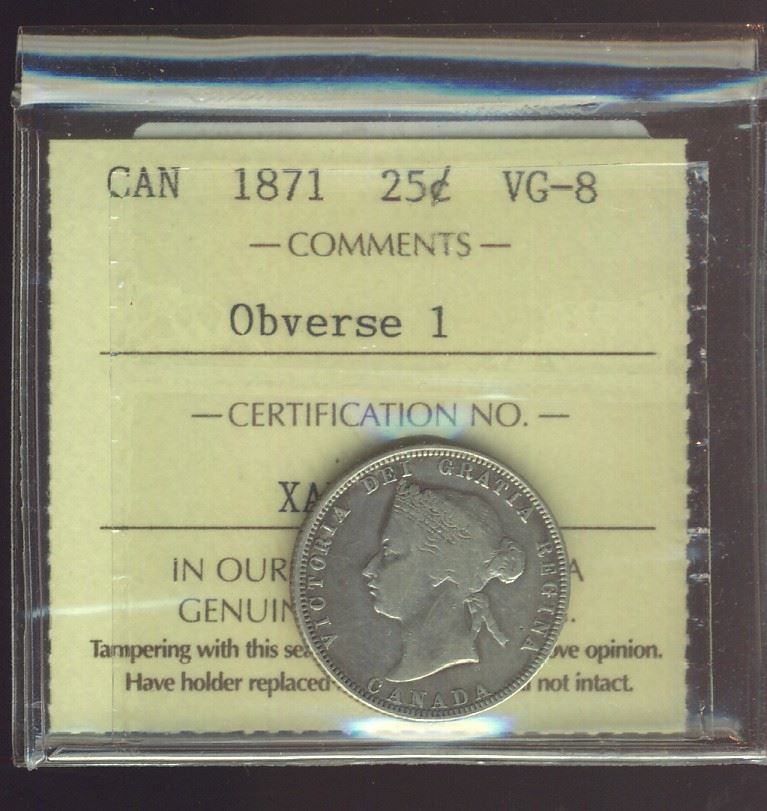 CAN 1871 25¢ VG-8
— COMMENTS —
Obverse 1
— CERTIFICATION NO. —
XA
IN OUR A
GENUIN .
Tampering with this sea ove opinion.
Have holder replaced not intact.
VICTORIA DEI GRATIA REGINA
CANADA